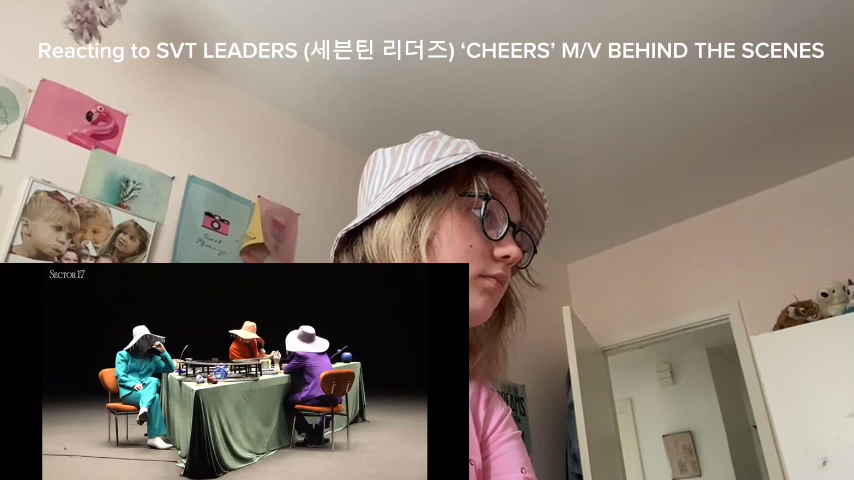 Reacting to SVT LEADERS (세븐틴 리더즈) ‘CHEERS’ M/V BEHIND THE SCENES
SECTOR 17